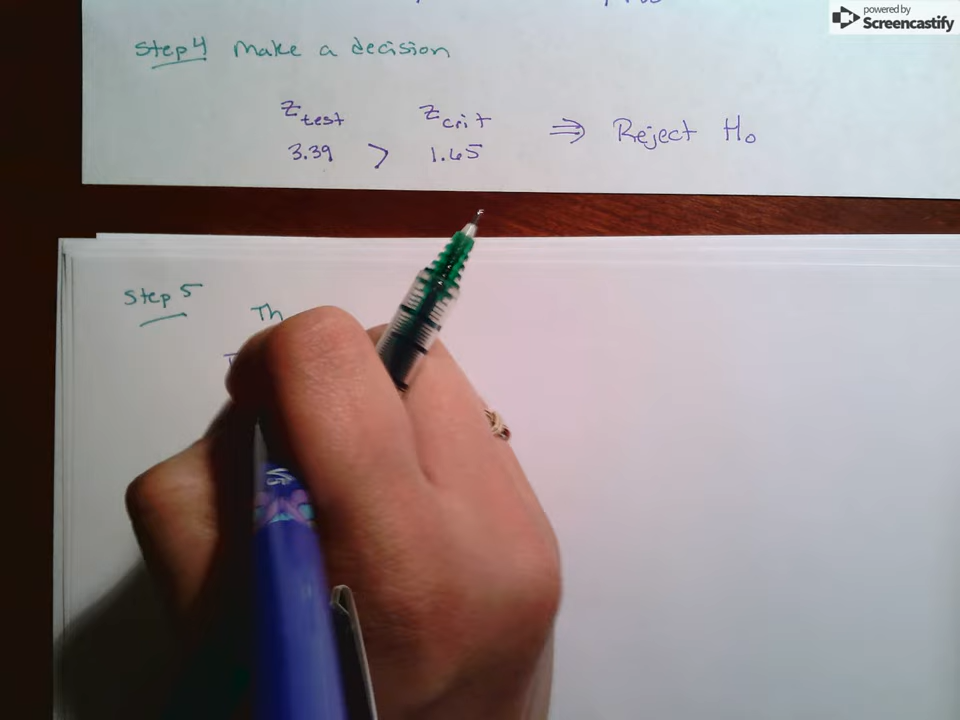 powered by
Screencastify
Step 4 Make a decision
z test z crit ⇒ Reject H₀
3.39 > 1.65
Step 5 Th